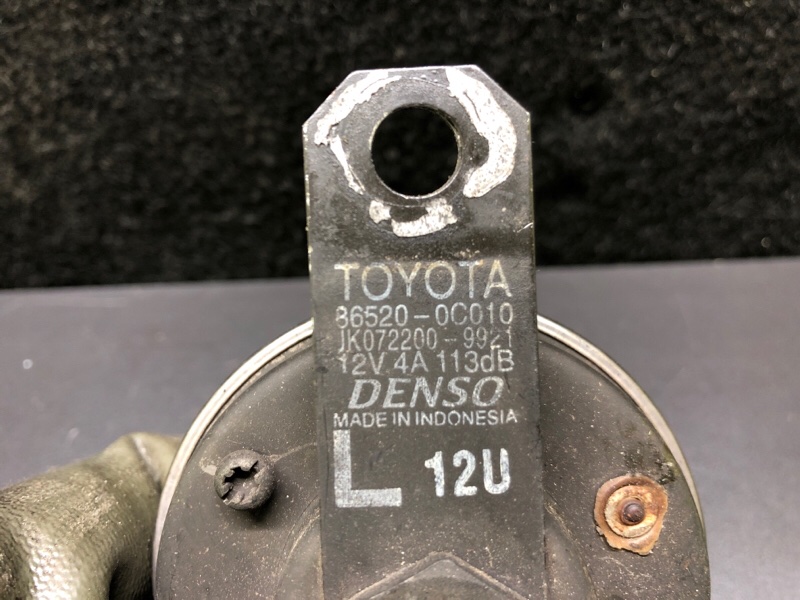 TOYOTA
86520-0C010
JK072200-9921
12V 4A 113dB
DENSO
MADE IN INDONESIA
L 12U